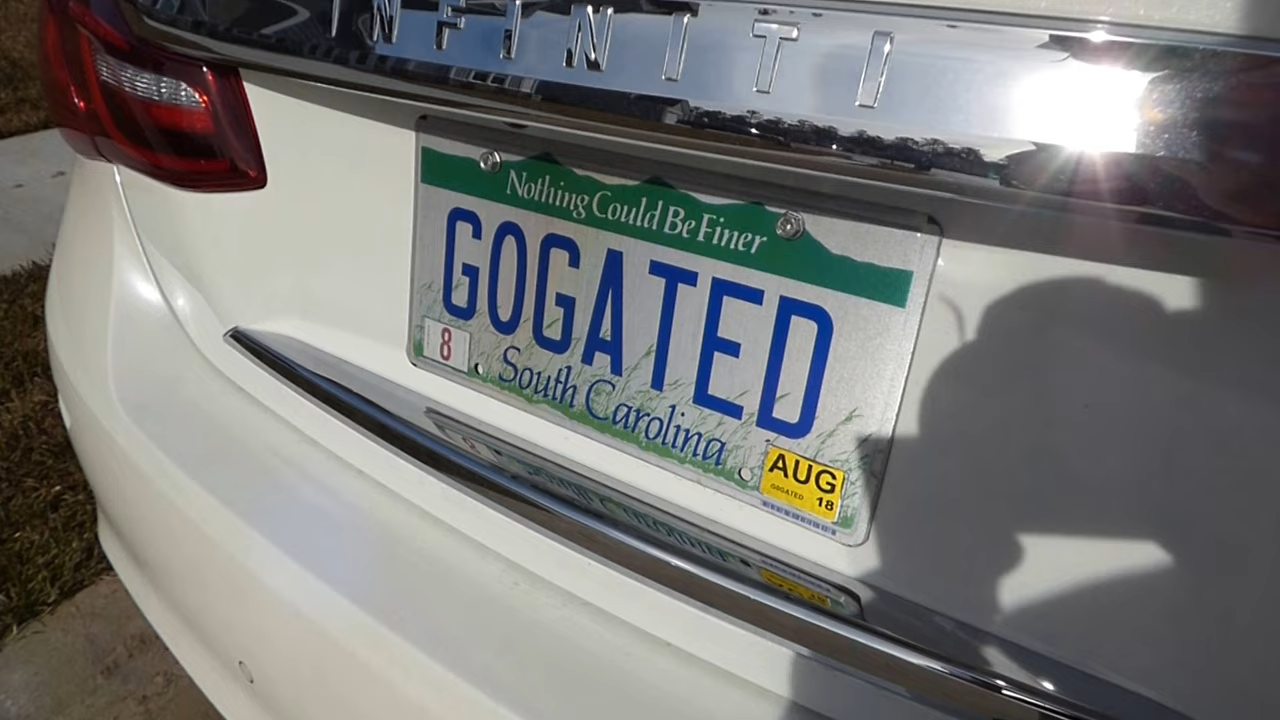 INFINITI
Nothing Could Be Finer
GOGATED
8
South Carolina
AUG
GOGATED
18